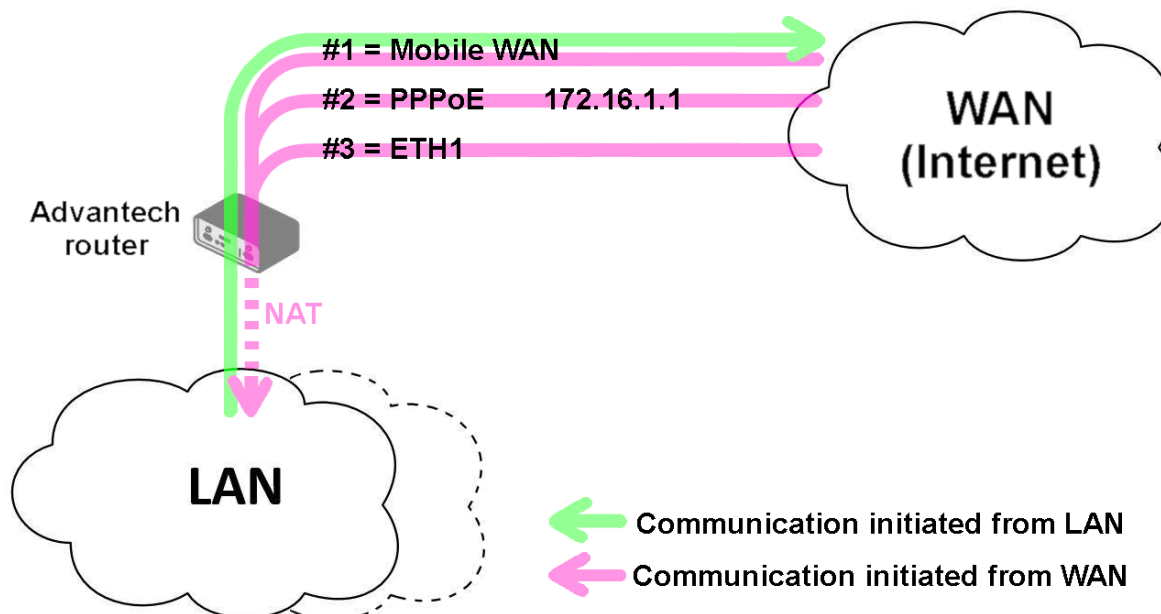 #1 = Mobile WAN
#2 = PPPoE 172.16.1.1
#3 = ETH1
WAN
(Internet)
Advantech
router
NAT
LAN
Communication initiated from LAN
Communication initiated from WAN